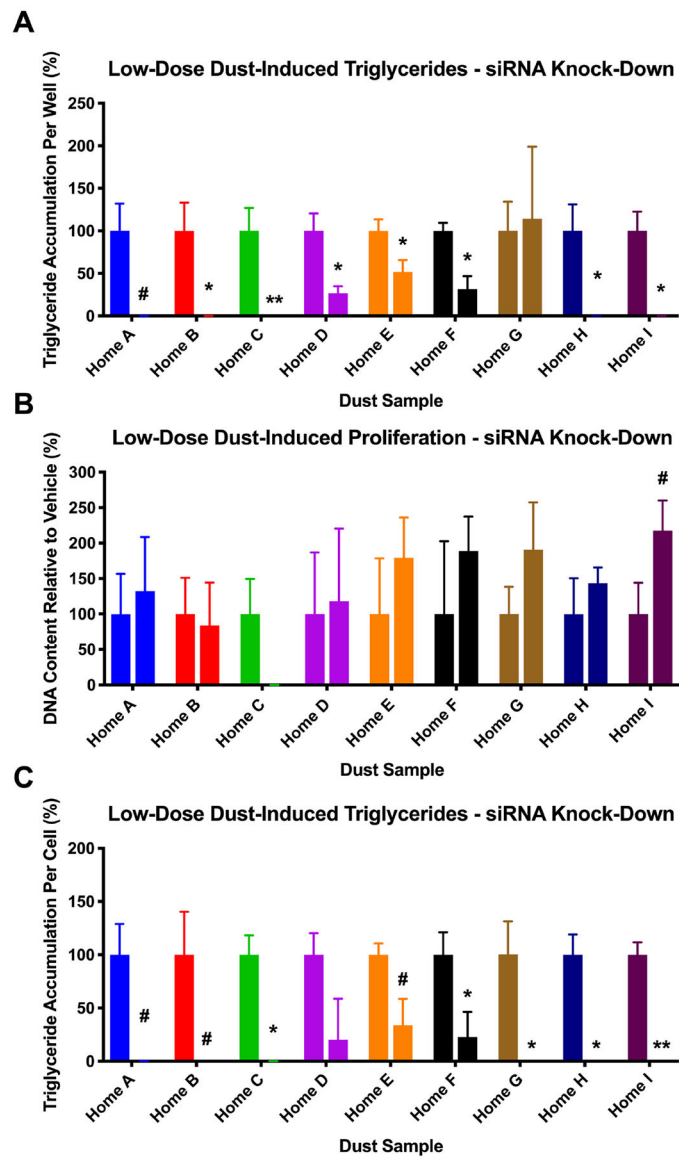 A
Low-Dose Dust-Induced Triglycerides - siRNA Knock-Down
Triglyceride Accumulation Per Well (%)
250
200
150
100
50
0
# * ** * * * * *
Home A Home B Home C Home D Home E Home F Home G Home H Home I
Dust Sample
B
Low-Dose Dust-Induced Proliferation - siRNA Knock-Down
DNA Content Relative to Vehicle (%)
300
250
200
150
100
50
0
#
Home A Home B Home C Home D Home E Home F Home G Home H Home I
Dust Sample
C
Low-Dose Dust-Induced Triglycerides - siRNA Knock-Down
Triglyceride Accumulation Per Cell (%)
200
150
100
50
0
# # * # * * * **
Home A Home B Home C Home D Home E Home F Home G Home H Home I
Dust Sample